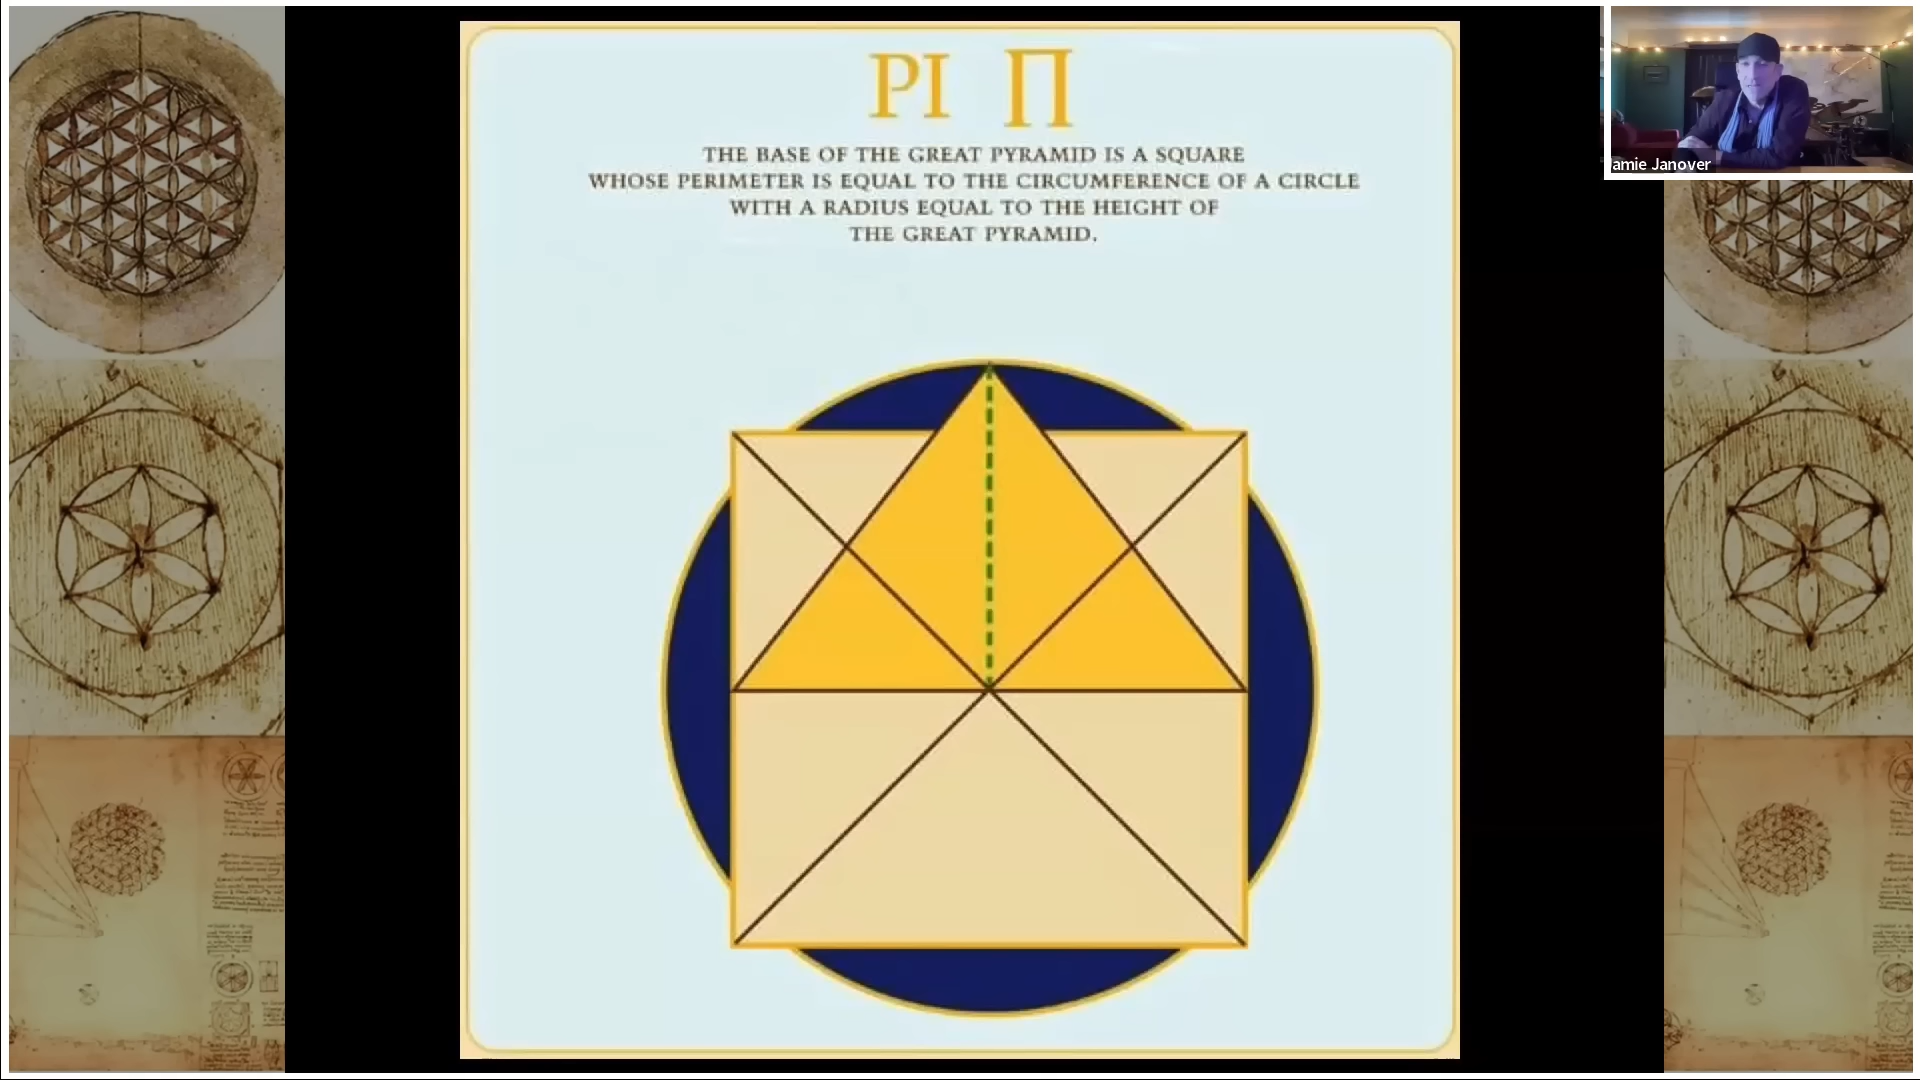 PI Π
THE BASE OF THE GREAT PYRAMID IS A SQUARE
WHOSE PERIMETER IS EQUAL TO THE CIRCUMFERENCE OF A CIRCLE
WITH A RADIUS EQUAL TO THE HEIGHT OF
THE GREAT PYRAMID.
amie Janover